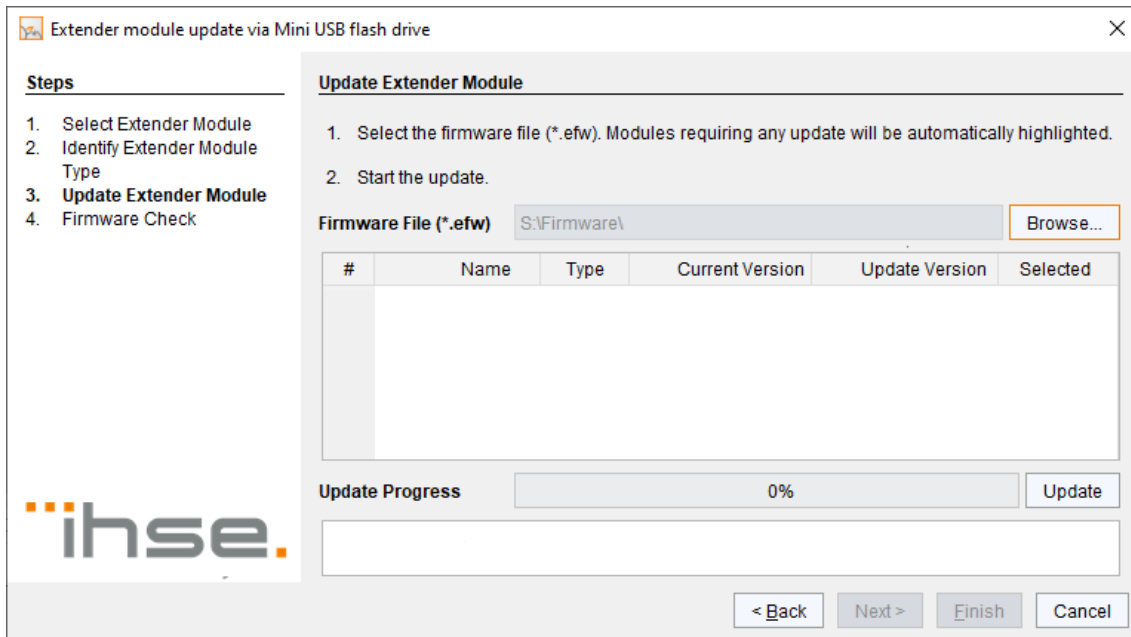 Extender module update via Mini USB flash drive
Steps
1. Select Extender Module
2. Identify Extender Module
Type
3. Update Extender Module
4. Firmware Check
Update Extender Module
1. Select the firmware file (*.efw). Modules requiring any update will be automatically highlighted.
2. Start the update.
Firmware File (*.efw) S:\Firmware\ Browse...
# Name Type Current Version Update Version Selected
Update Progress 0% Update
ihse.
< Back Next > Finish Cancel